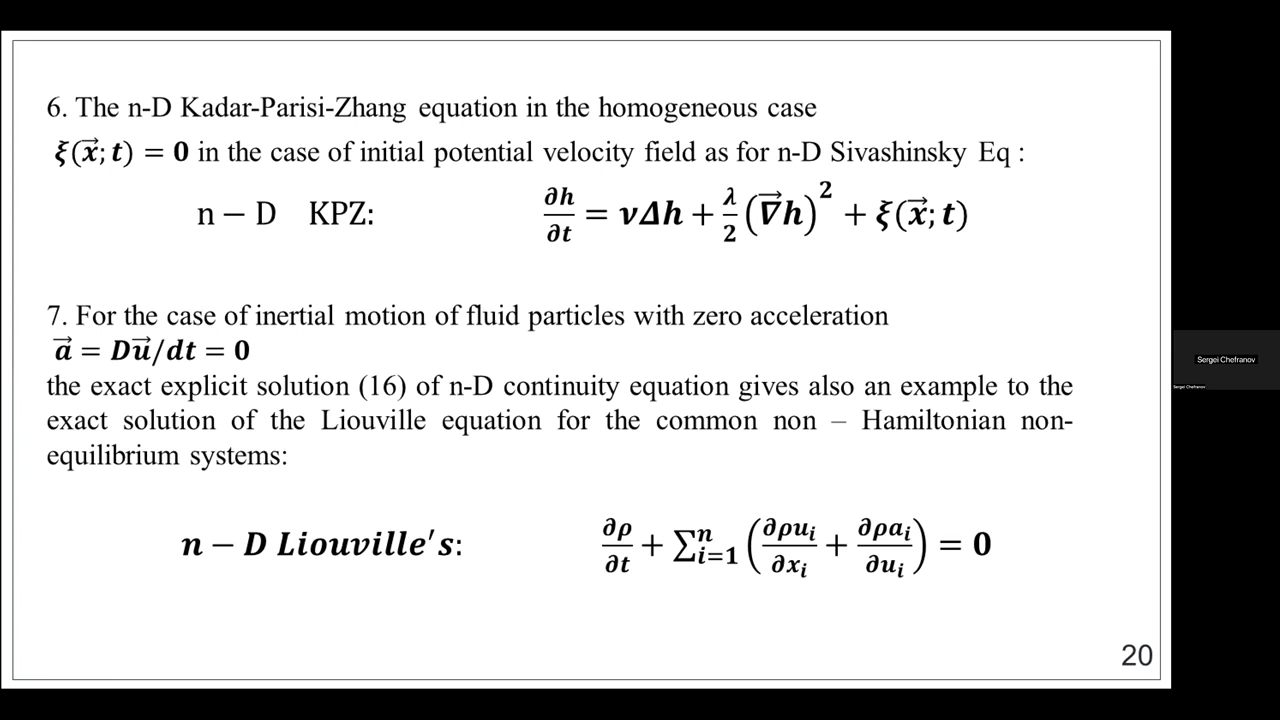 6. The n-D Kadar-Parisi-Zhang equation in the homogeneous case
ξ(x⃗; t) = 0 in the case of initial potential velocity field as for n-D Sivashinsky Eq :
n − D KPZ: ∂h/∂t = νΔh + λ/2 (∇⃗h)² + ξ(x⃗; t)
7. For the case of inertial motion of fluid particles with zero acceleration
a⃗ = Du⃗/dt = 0
the exact explicit solution (16) of n-D continuity equation gives also an example to the
exact solution of the Liouville equation for the common non – Hamiltonian non-
equilibrium systems:
n − D Liouville's: ∂ρ/∂t + ∑ⁿᵢ₌₁ (∂ρuᵢ/∂xᵢ + ∂ρaᵢ/∂uᵢ) = 0
20
Sergei Chefranov
Sergei Chefranov